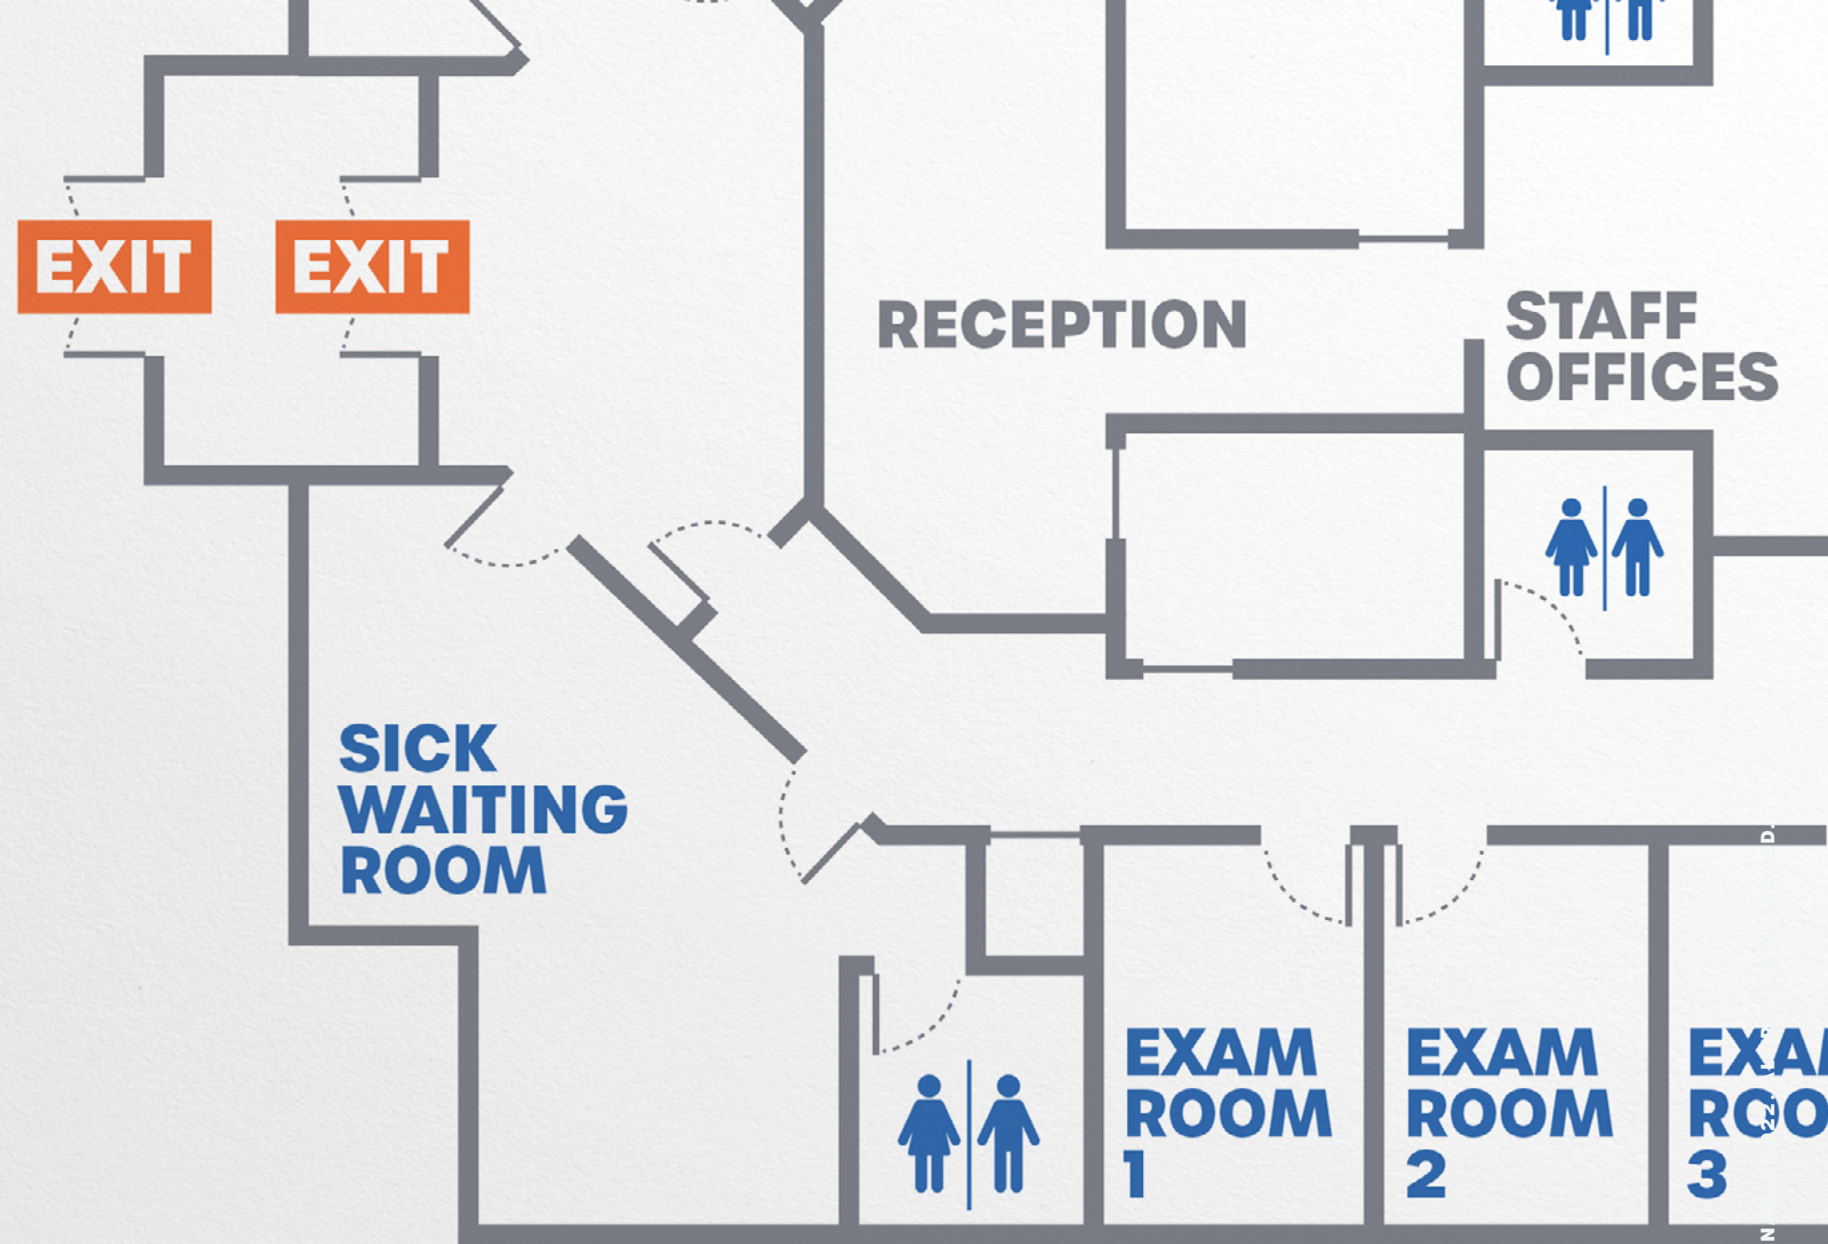 EXIT
EXIT
RECEPTION
STAFF
OFFICES
SICK
WAITING
ROOM
EXAM
ROOM
1
EXAM
ROOM
2
3